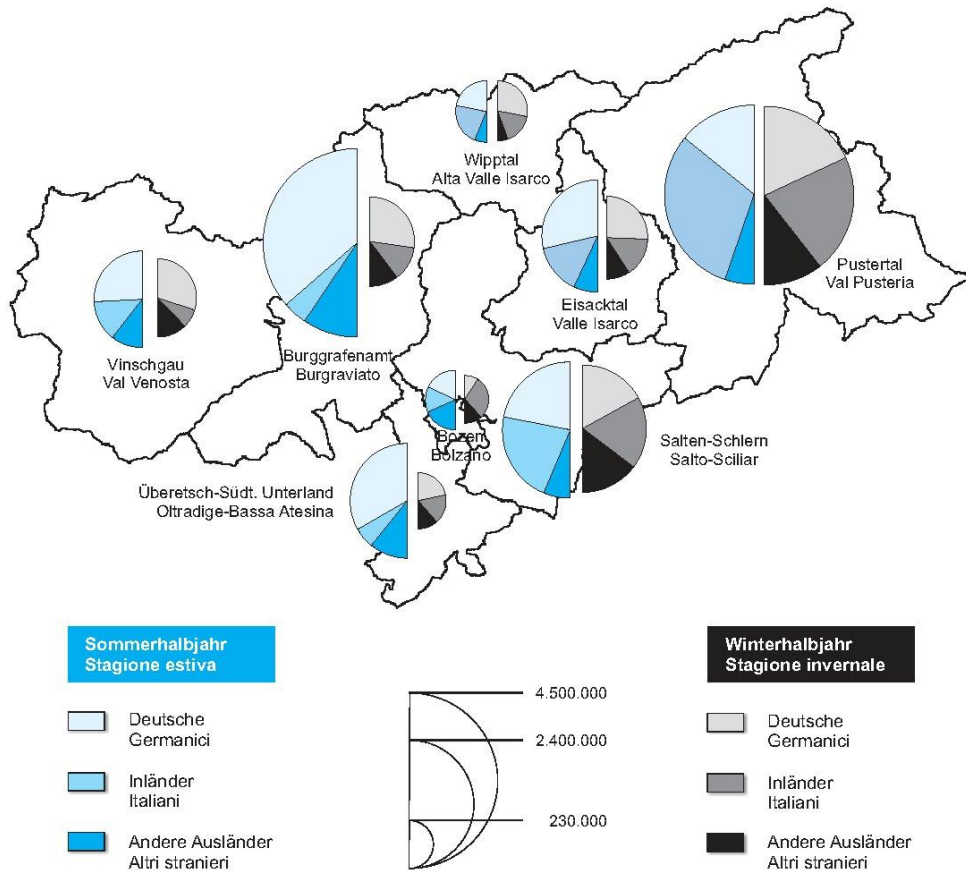 Wipptal
Alta Valle Isarco
Pustertal
Val Pusteria
Eisacktal
Valle Isarco
Vinschgau
Val Venosta
Burggrafenamt
Burgraviato
Bozen
Bolzano
Salten-Schlern
Salto-Sciliar
Überetsch-Südt. Unterland
Oltradige-Bassa Atesina
Sommerhalbjahr
Stagione estiva
Deutsche
Germanici
Inländer
Italiani
Andere Ausländer
Altri stranieri
4.500.000
2.400.000
230.000
Winterhalbjahr
Stagione invernale
Deutsche
Germanici
Inländer
Italiani
Andere Ausländer
Altri stranieri